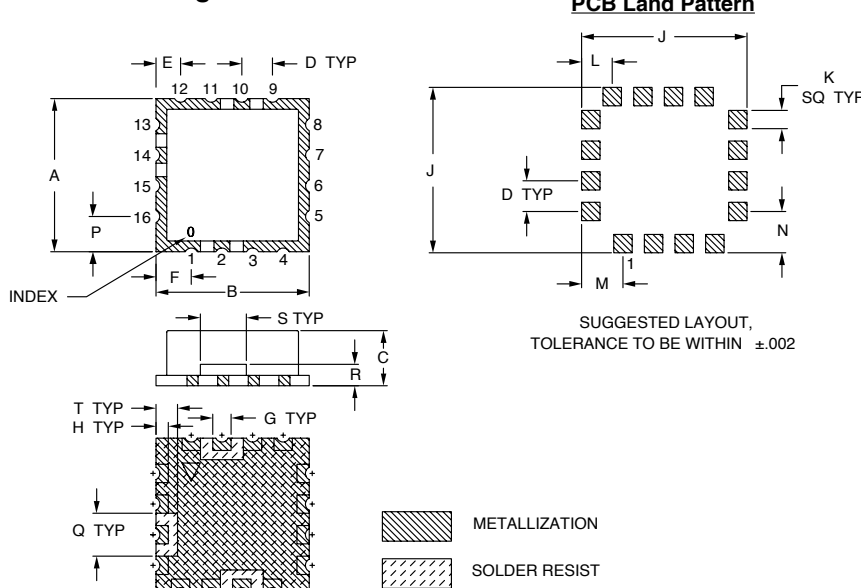 PCB Land Pattern
E
D TYP
12 11 10 9
13
14
15
16
8
7
6
5
A
P
0
1 2 3 4
F
B
INDEX
J
L
K
SQ TYP
J
D TYP
N
1
M
SUGGESTED LAYOUT,
TOLERANCE TO BE WITHIN ±.002
S TYP
C
R
T TYP
H TYP
G TYP
Q TYP
METALLIZATION
SOLDER RESIST